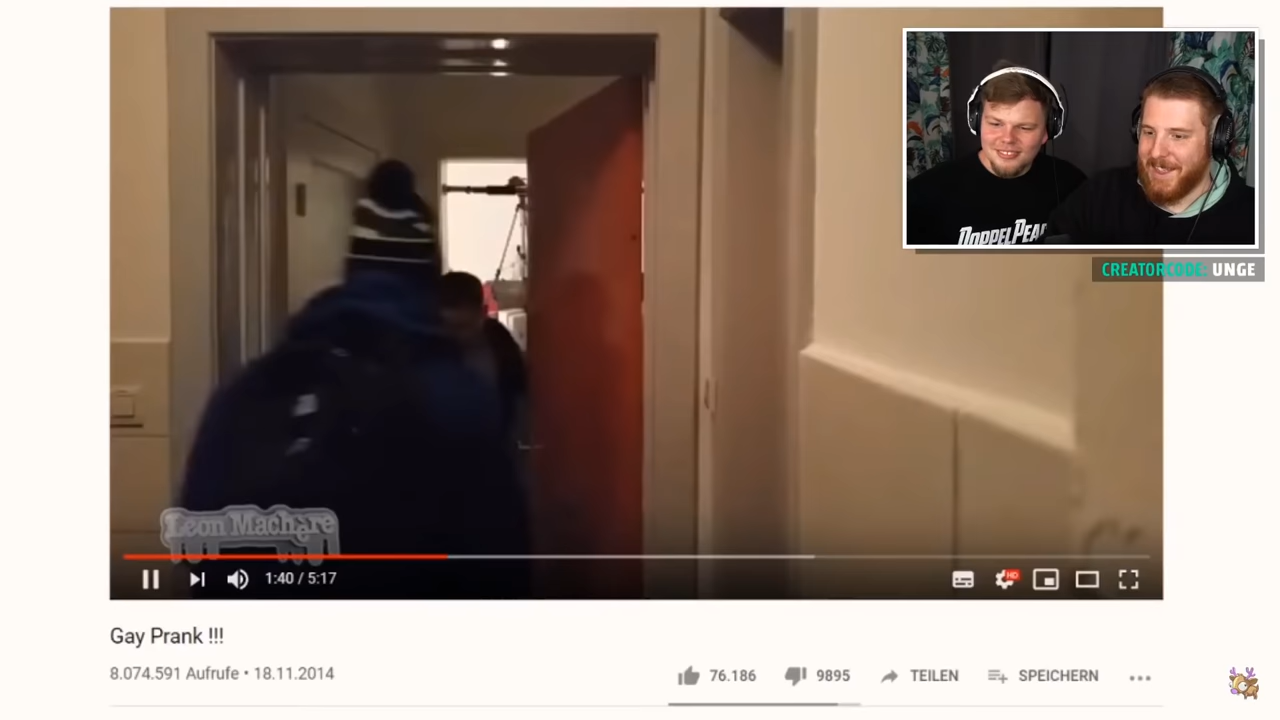 DOPPELPEA
CREATORCODE: UNGE
Leon Machère
1:40 / 5:17
HD
Gay Prank !!!
8.074.591 Aufrufe • 18.11.2014
76.186
9895
TEILEN
SPEICHERN